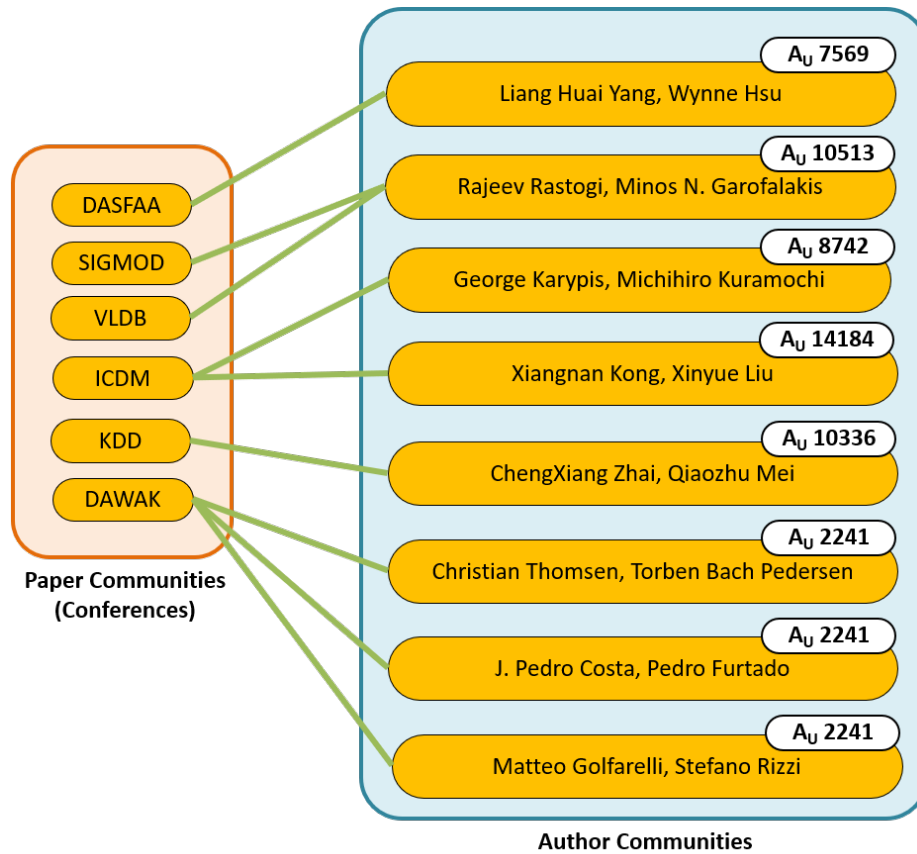 DASFAA
SIGMOD
VLDB
ICDM
KDD
DAWAK
Paper Communities
(Conferences)
AU 7569
Liang Huai Yang, Wynne Hsu
AU 10513
Rajeev Rastogi, Minos N. Garofalakis
AU 8742
George Karypis, Michihiro Kuramochi
AU 14184
Xiangnan Kong, Xinyue Liu
AU 10336
ChengXiang Zhai, Qiaozhu Mei
AU 2241
Christian Thomsen, Torben Bach Pedersen
AU 2241
J. Pedro Costa, Pedro Furtado
AU 2241
Matteo Golfarelli, Stefano Rizzi
Author Communities